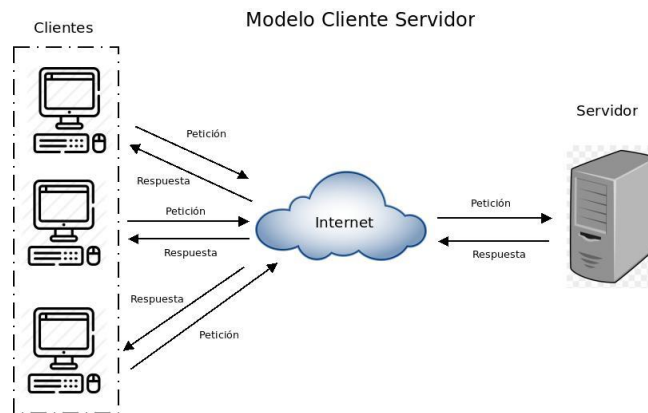 Modelo Cliente Servidor
Clientes
Servidor
Petición
Respuesta
Petición
Respuesta
Internet
Petición
Respuesta
Respuesta
Petición